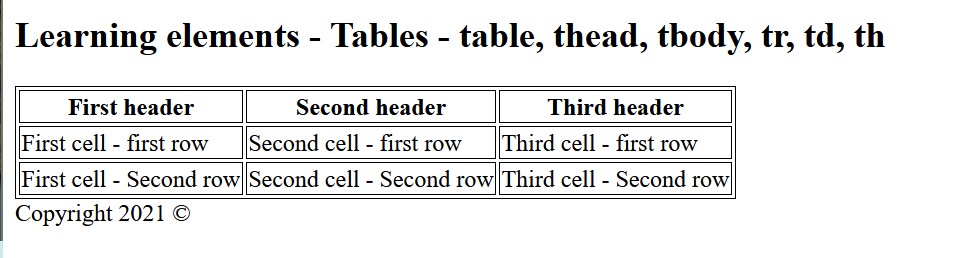 Learning elements - Tables - table, thead, tbody, tr, td, th
First header Second header Third header
First cell - first row Second cell - first row Third cell - first row
First cell - Second row Second cell - Second row Third cell - Second row
Copyright 2021 ©